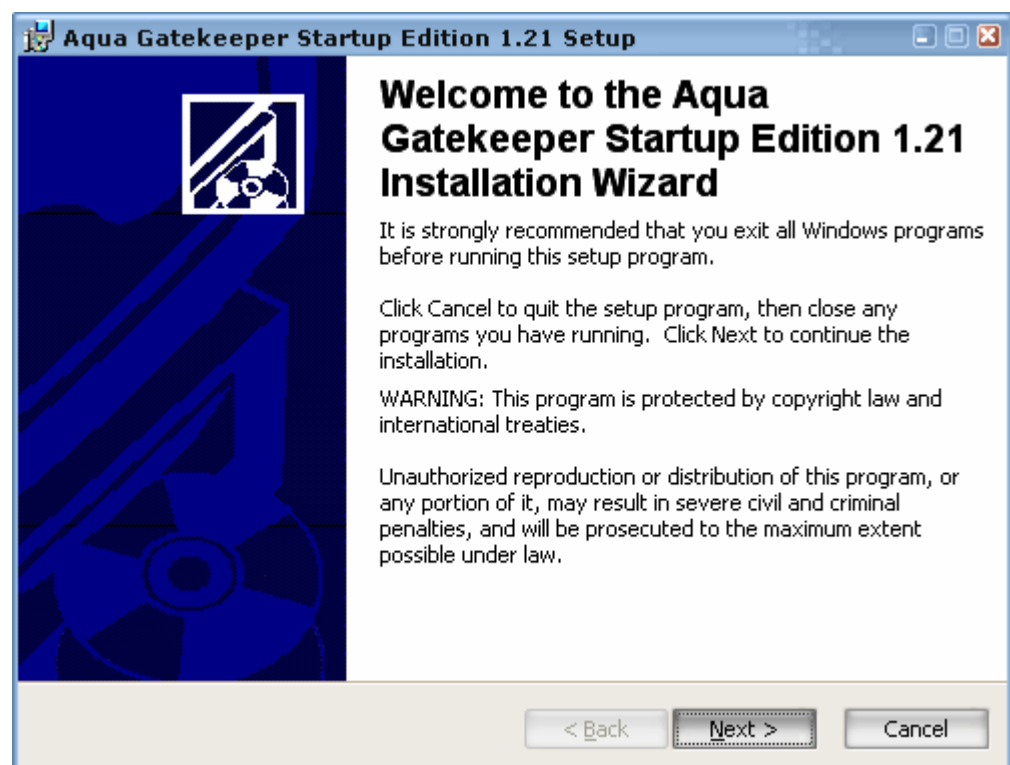 Aqua Gatekeeper Startup Edition 1.21 Setup
Welcome to the Aqua
Gatekeeper Startup Edition 1.21
Installation Wizard
It is strongly recommended that you exit all Windows programs
before running this setup program.
Click Cancel to quit the setup program, then close any
programs you have running.  Click Next to continue the
installation.
WARNING: This program is protected by copyright law and
international treaties.
Unauthorized reproduction or distribution of this program, or
any portion of it, may result in severe civil and criminal
penalties, and will be prosecuted to the maximum extent
possible under law.
< Back Next > Cancel